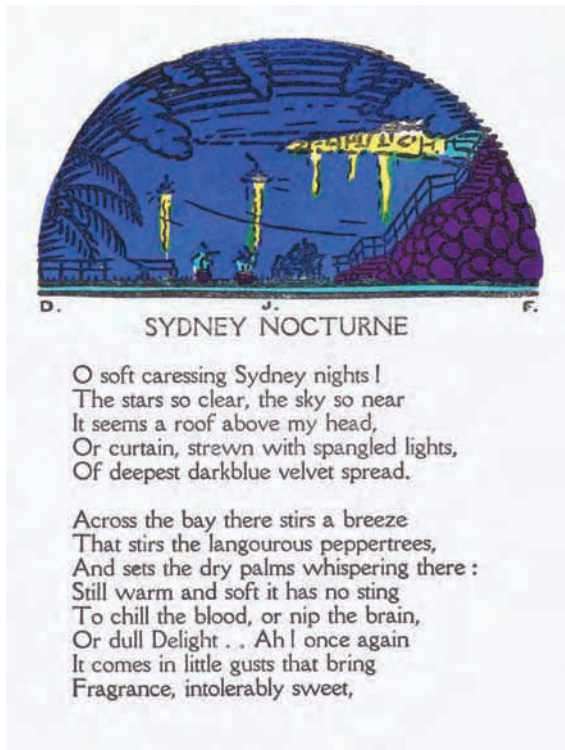 D. J. F.
SYDNEY NOCTURNE
O soft caressing Sydney nights !
The stars so clear, the sky so near
It seems a roof above my head,
Or curtain, strewn with spangled lights,
Of deepest darkblue velvet spread.
Across the bay there stirs a breeze
That stirs the langourous peppertrees,
And sets the dry palms whispering there :
Still warm and soft it has no sting
To chill the blood, or nip the brain,
Or dull Delight . . Ah ! once again
It comes in little gusts that bring
Fragrance, intolerably sweet,